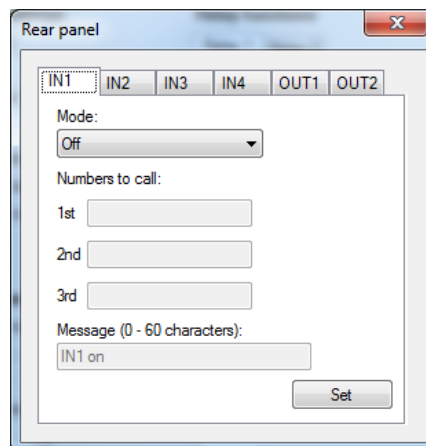 Rear panel
IN1 IN2 IN3 IN4 OUT1 OUT2
Mode:
Off
Numbers to call:
1st
2nd
3rd
Message (0 - 60 characters):
IN1 on
Set